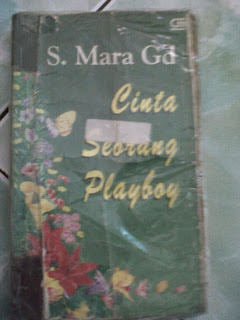 S. Mara Gd
Cinta
Seorang
Playboy